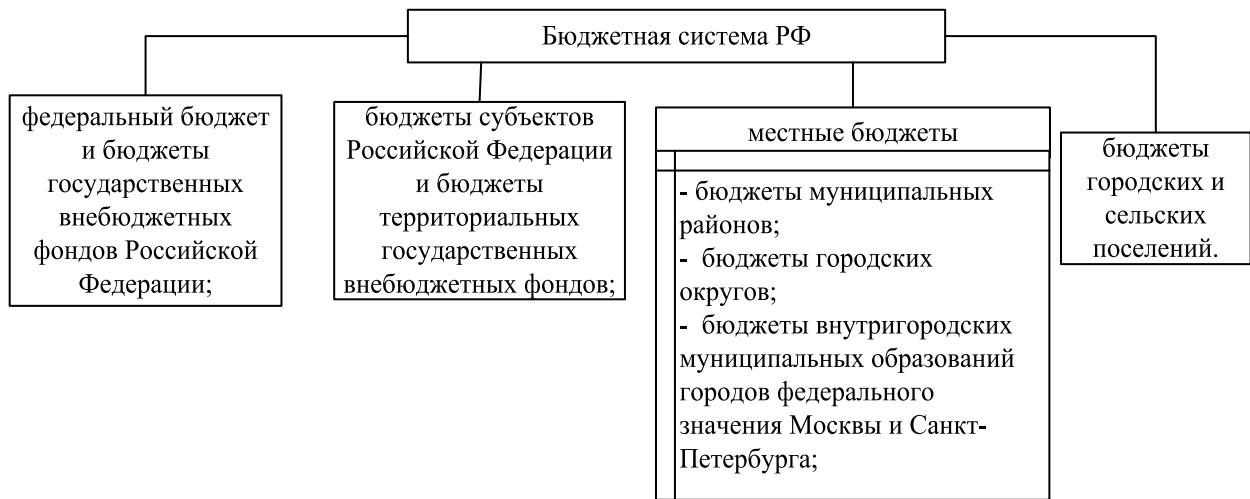 Бюджетная система РФ
федеральный бюджет
и бюджеты
государственных
внебюджетных
фондов Российской
Федерации;
бюджеты субъектов
Российской Федерации
и бюджеты
территориальных
государственных
внебюджетных фондов;
местные бюджеты
- бюджеты муниципальных
районов;
- бюджеты городских
округов;
- бюджеты внутригородских
муниципальных образований
городов федерального
значения Москвы и Санкт-
Петербурга;
бюджеты
городских и
сельских
поселений.